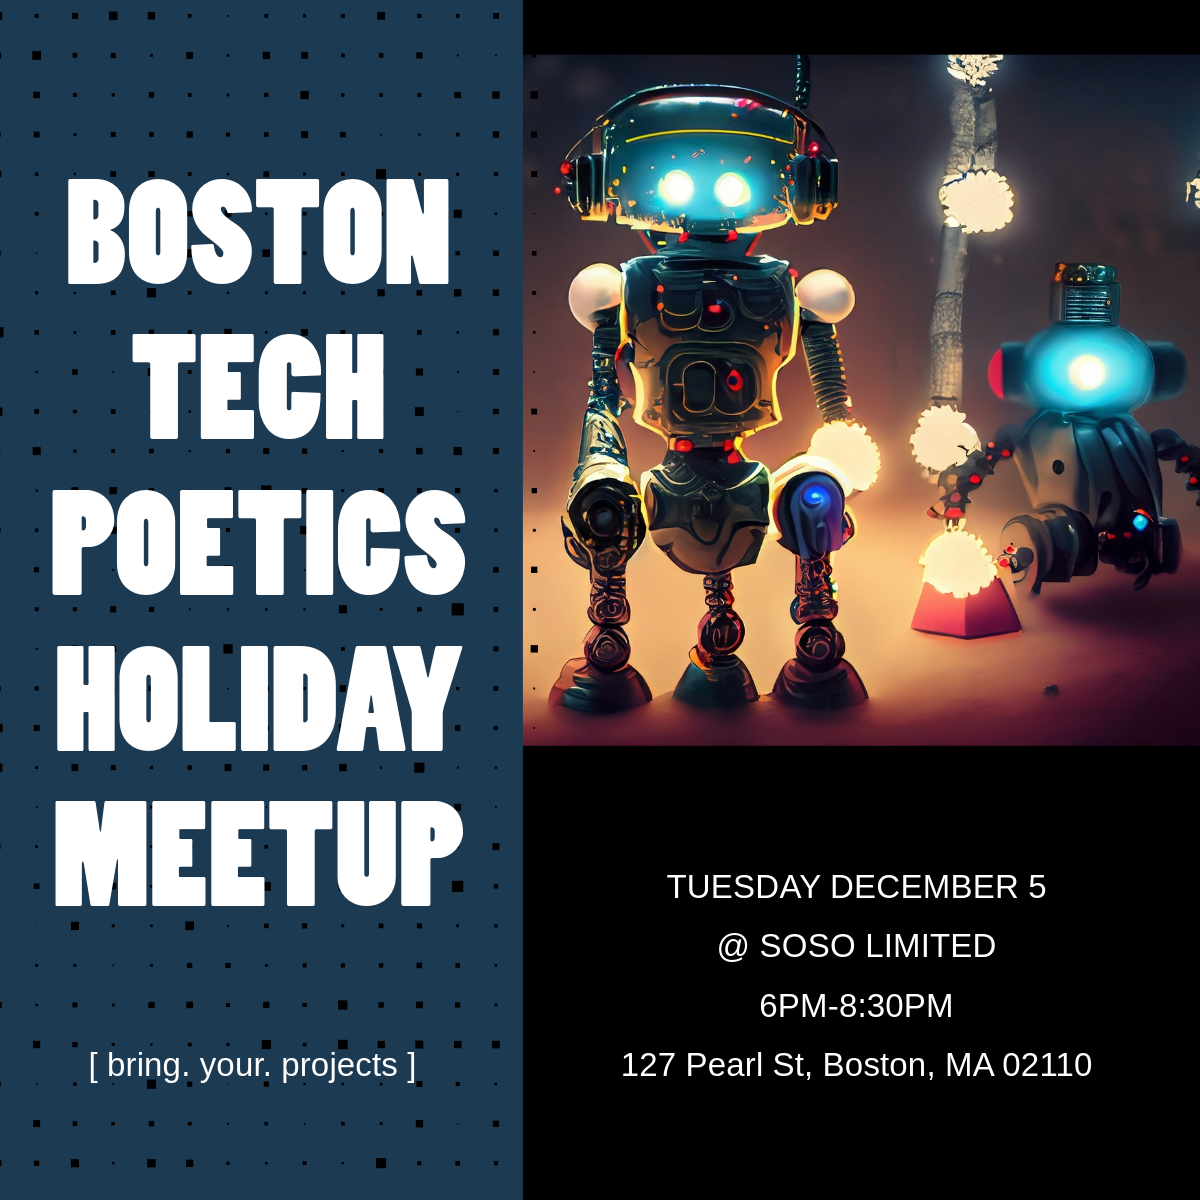 BOSTON
TECH
POETICS
HOLIDAY
MEETUP
[ bring. your. projects ]
TUESDAY DECEMBER 5
@ SOSO LIMITED
6PM-8:30PM
127 Pearl St, Boston, MA 02110